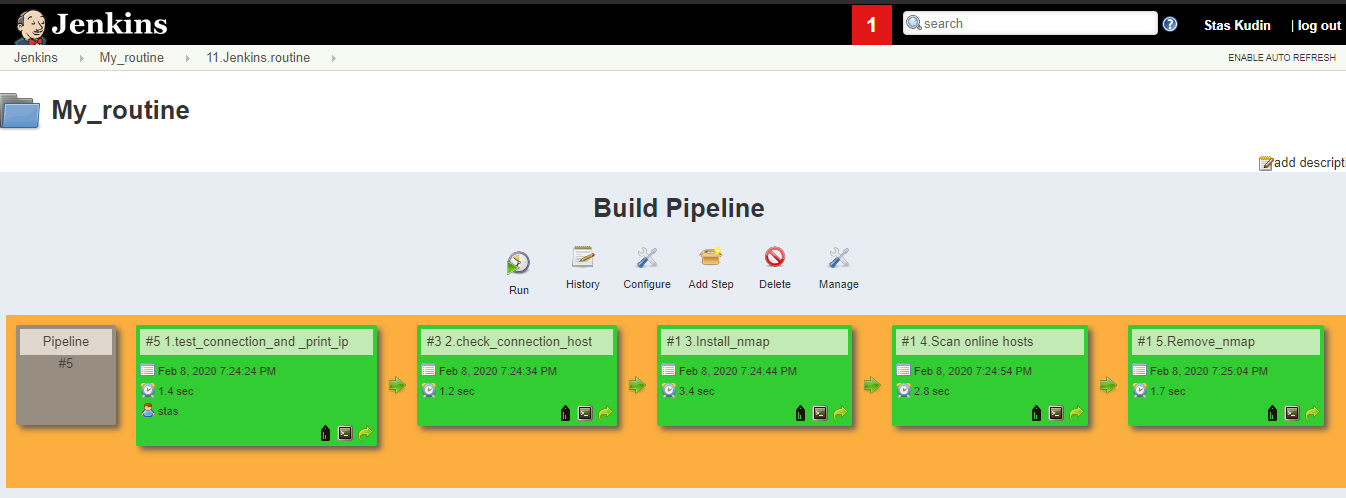 Jenkins
1
search
?
Stas Kudin
| log out
Jenkins
My_routine
11.Jenkins.routine
ENABLE AUTO REFRESH
My_routine
add descripti
Build Pipeline
Run
History
Configure
Add Step
Delete
Manage
Pipeline
#5
#5 1.test_connection_and _print_ip
Feb 8, 2020 7:24:24 PM
1.4 sec
stas
#3 2.check_connection_host
Feb 8, 2020 7:24:34 PM
1.2 sec
#1 3.Install_nmap
Feb 8, 2020 7:24:44 PM
3.4 sec
#1 4.Scan online hosts
Feb 8, 2020 7:24:54 PM
2.8 sec
#1 5.Remove_nmap
Feb 8, 2020 7:25:04 PM
1.7 sec